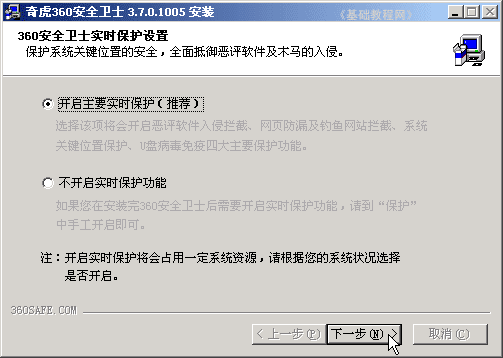 奇虎360安全卫士 3.7.0.1005 安装
《基础教程网》
360安全卫士实时保护设置
保护系统关键位置的安全，全面抵御恶评软件及木马的入侵。
开启主要实时保护（推荐）
选择该项将会开启恶评软件入侵拦截、网页防漏及钓鱼网站拦截、系统
关键位置保护、U盘病毒免疫四大主要保护功能。
不开启实时保护功能
如果您在安装完360安全卫士后需要开启实时保护功能，请到“保护”
中手工开启即可。
注：开启实时保护将会占用一定系统资源，请根据您的系统状况选择
是否开启。
360SAFE.COM
< 上一步(P)
下一步(N) >
取消(C)